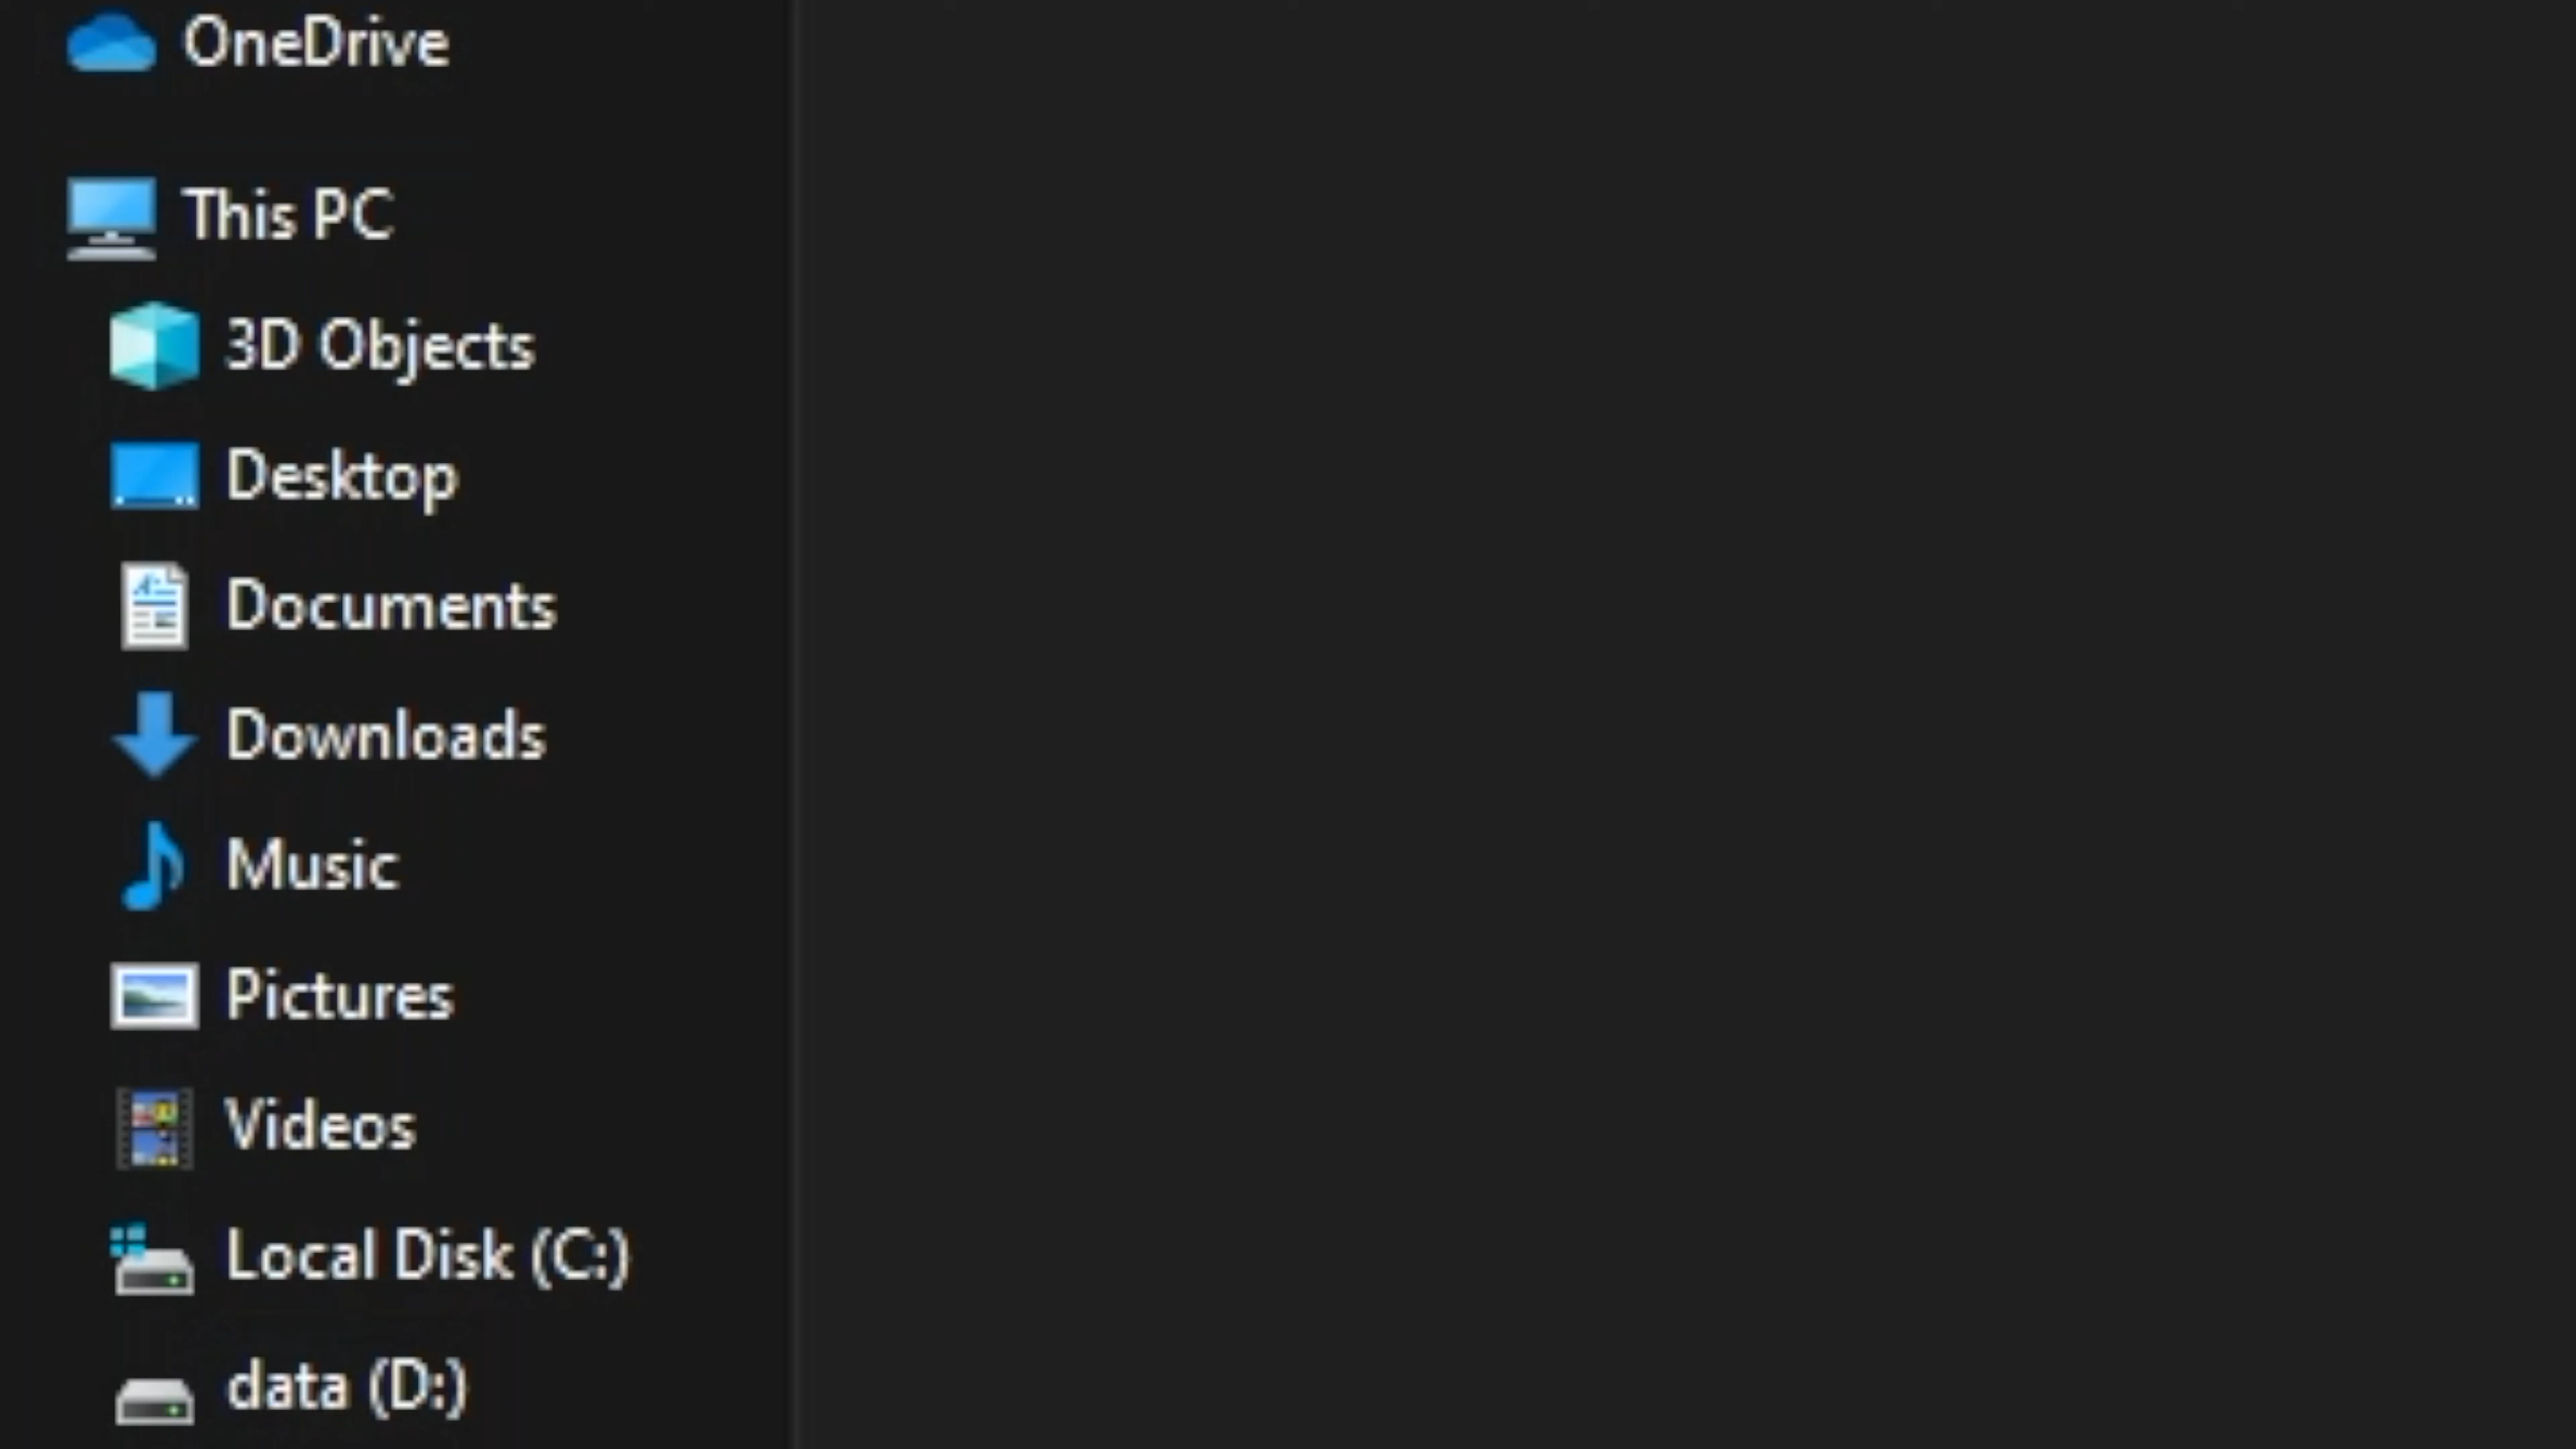 OneDrive
This PC
3D Objects
Desktop
Documents
Downloads
Music
Pictures
Videos
Local Disk (C:)
data (D:)